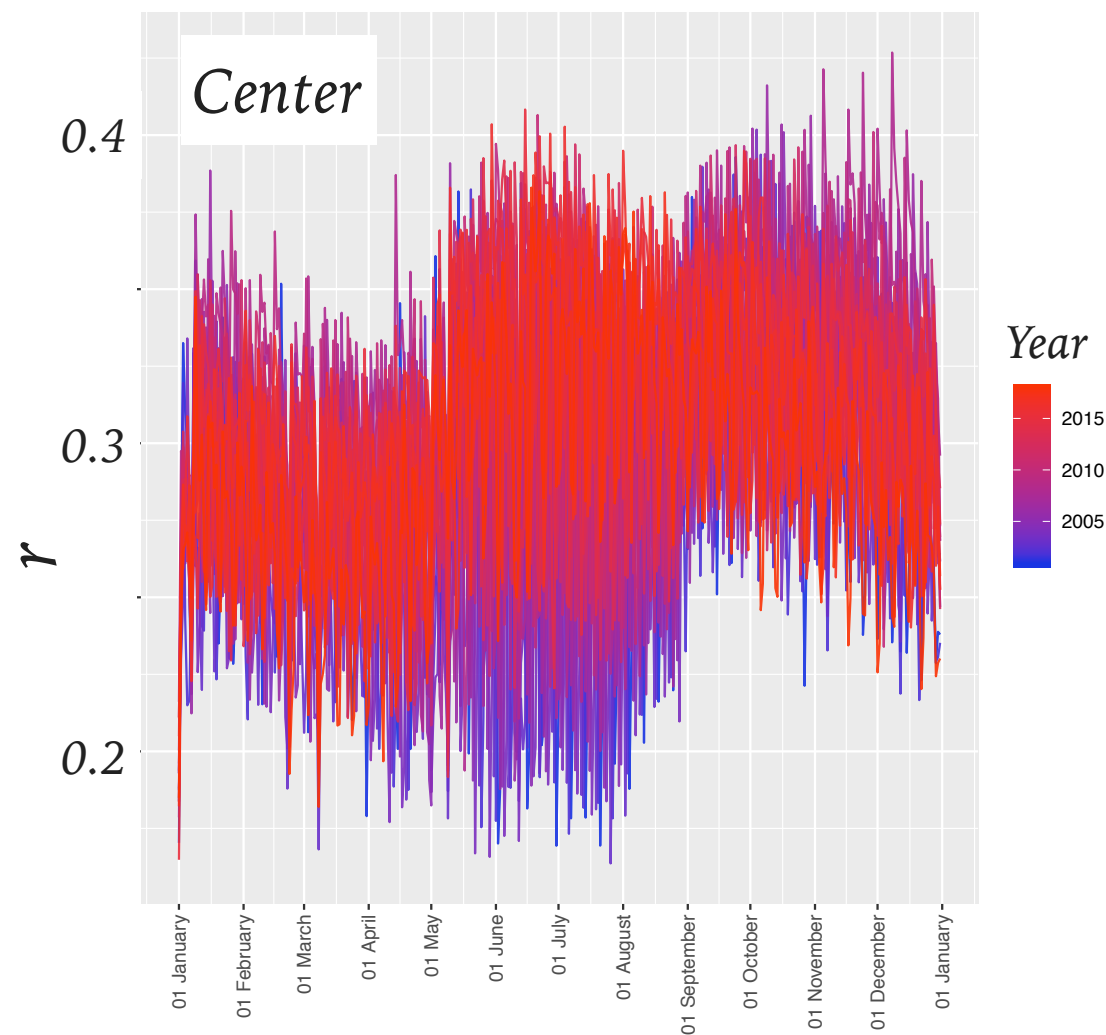 Center
0.4
0.3
0.2
r
01 January
01 February
01 March
01 April
01 May
01 June
01 July
01 August
01 September
01 October
01 November
01 December
01 January
Year
2015
2010
2005